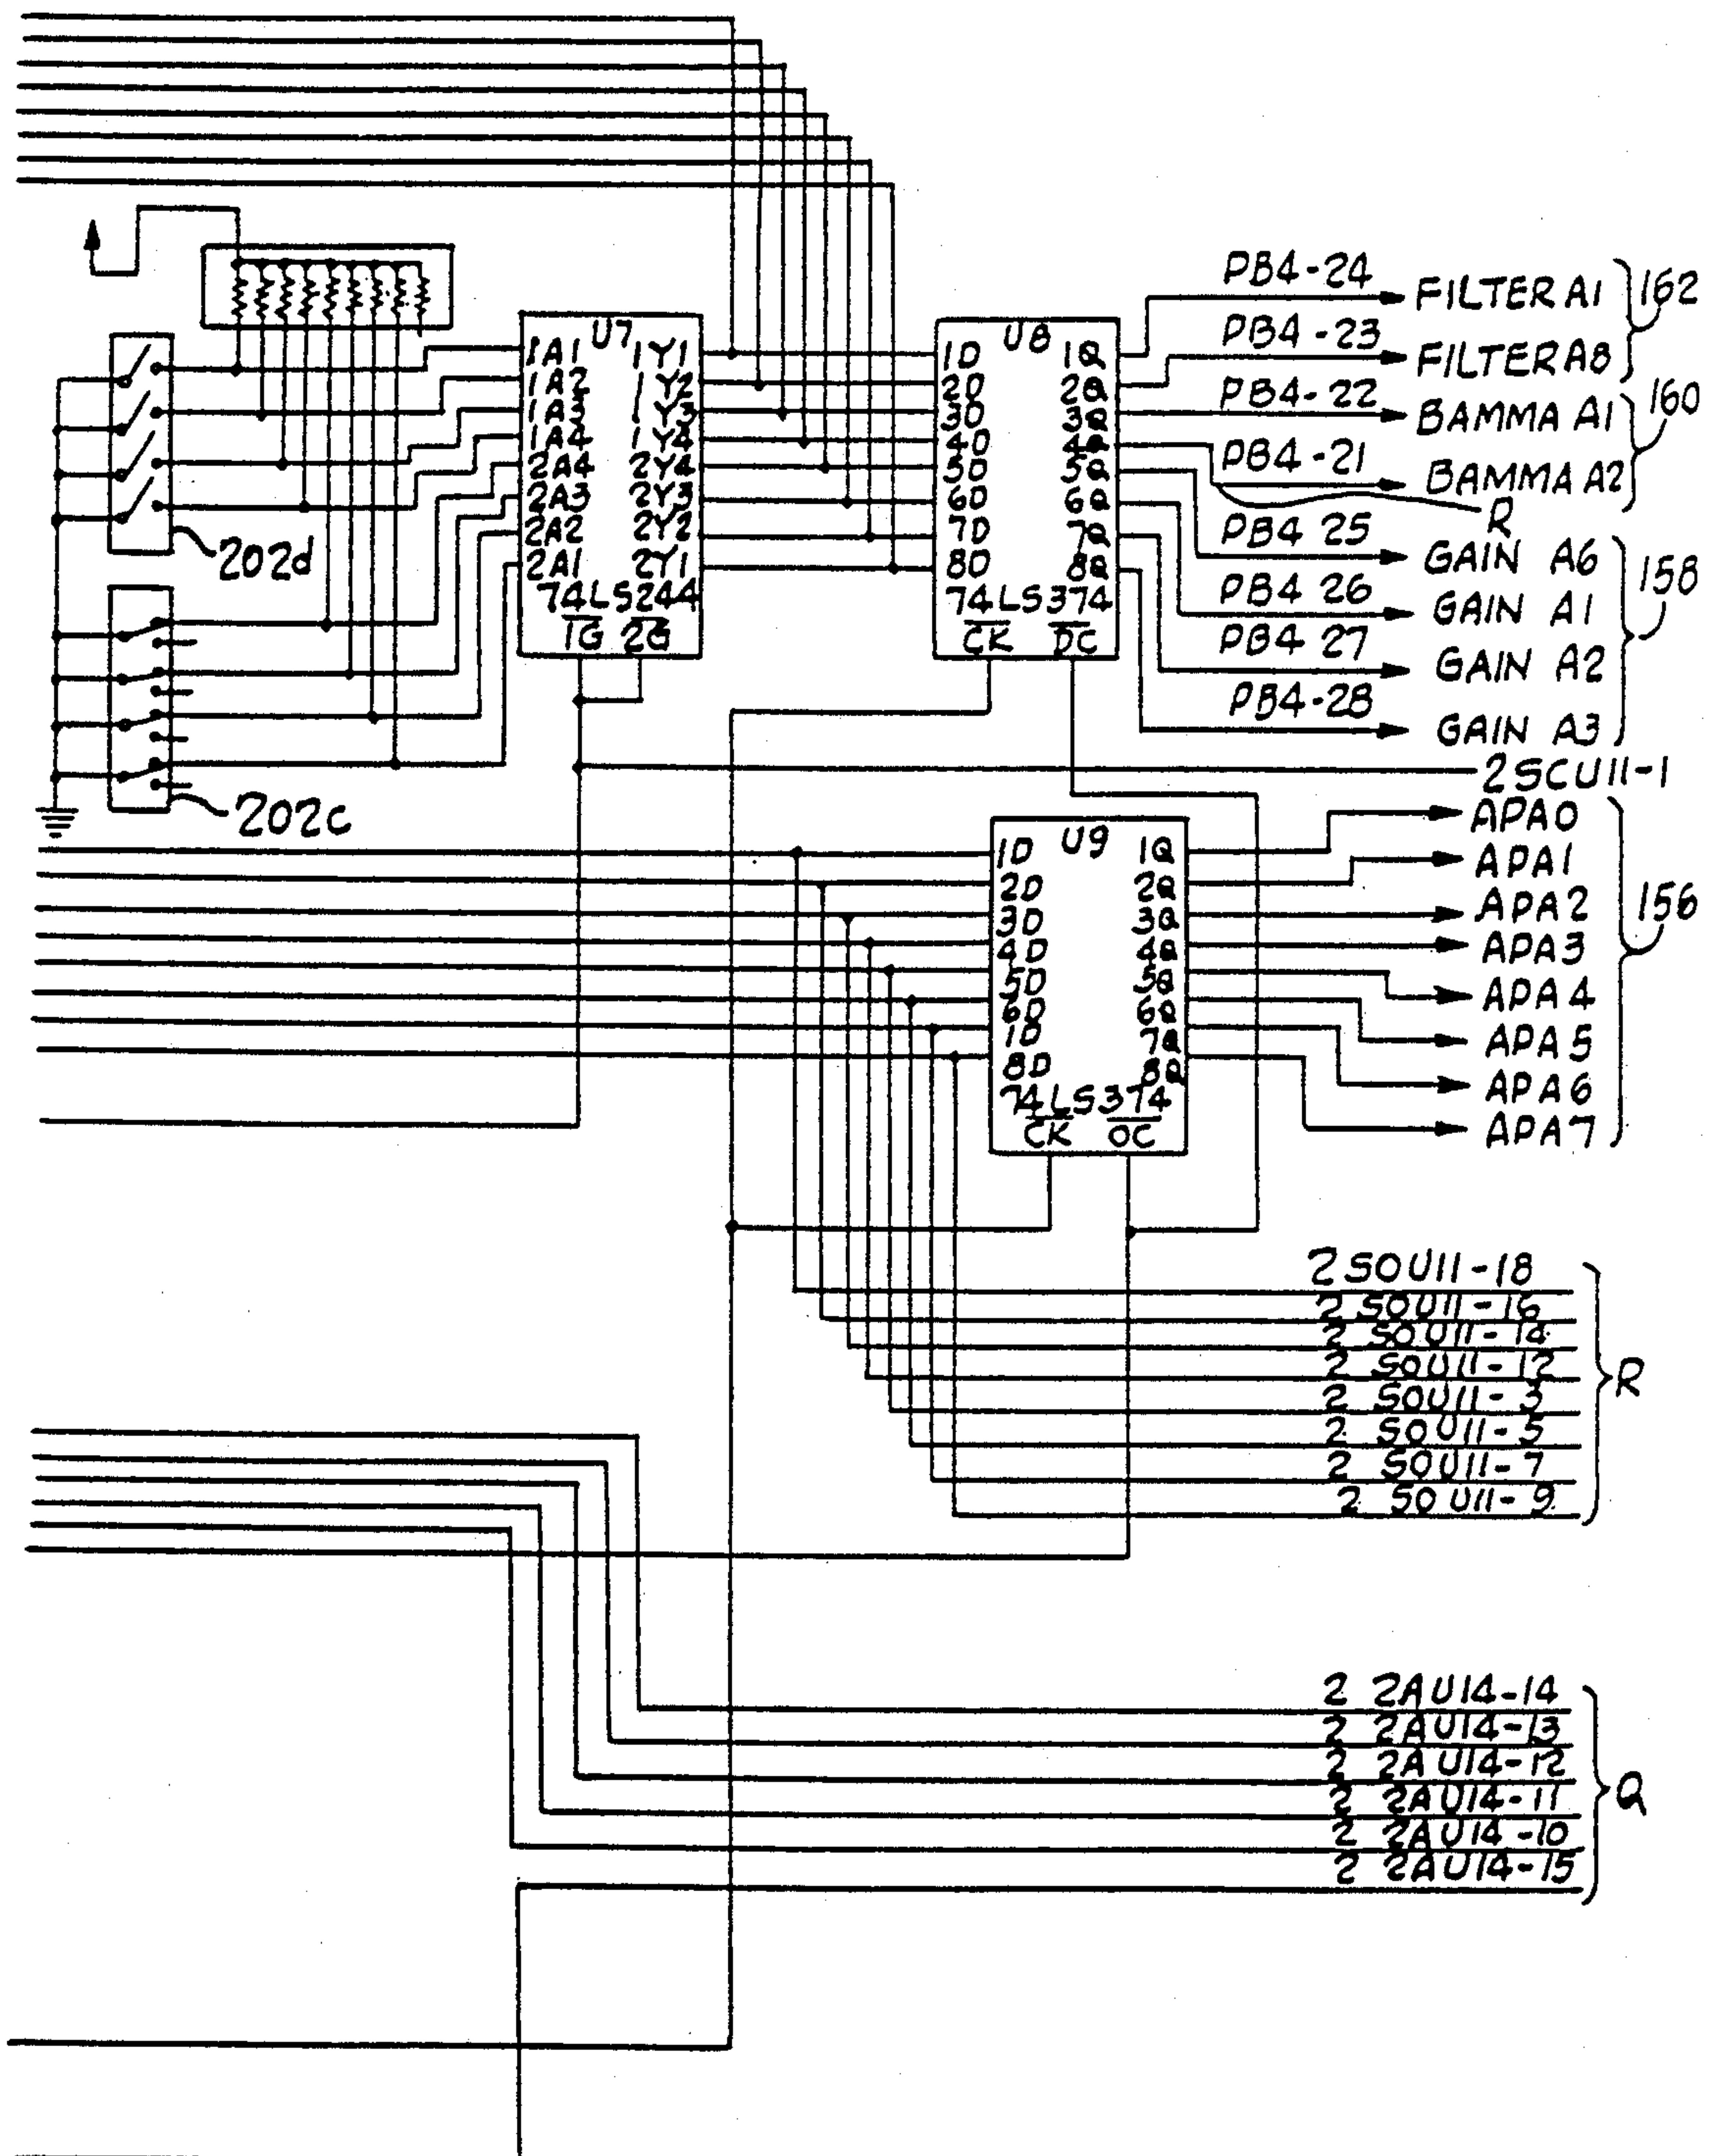 PB4-24
FILTER A1
162
PB4-23
FILTER A8
PB4-22
BAMMA A1
160
PB4-21
BAMMA A2
R
PB4 25
GAIN A6
158
PB4 26
GAIN A1
PB4 27
GAIN A2
PB4-28
GAIN A3
2SCU11-1
U7
1A1 1Y1
1A2 1Y2
1A3 1Y3
1A4 1Y4
2A4 2Y4
2A3 2Y3
2A2 2Y2
2A1 2Y1
74LS244
1G 2G
U8
1D 1Q
2D 2Q
3D 3Q
4D 4Q
5D 5Q
6D 6Q
7D 7Q
8D 8Q
74LS374
CK DC
202d
202c
U9
1D 1Q
2D 2Q
3D 3Q
4D 4Q
5D 5Q
6D 6Q
1D 7Q
8D 8Q
74LS374
CK OC
APA0
APA1
APA2
156
APA3
APA4
APA5
APA6
APA7
2 SOU11-18
2 SOU11-16
2 SOU11-14
2 SOU11-12
R
2 SOU11-3
2 SOU11-5
2 SOU11-7
2 SOU11-9
2 2AU14-14
2 2AU14-13
2 2AU14-12
2 2AU14-11
Q
2 2AU14-10
2 2AU14-15